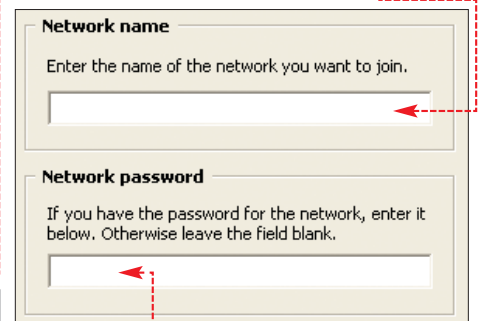 Network name
Enter the name of the network you want to join.
Network password
If you have the password for the network, enter it
below. Otherwise leave the field blank.